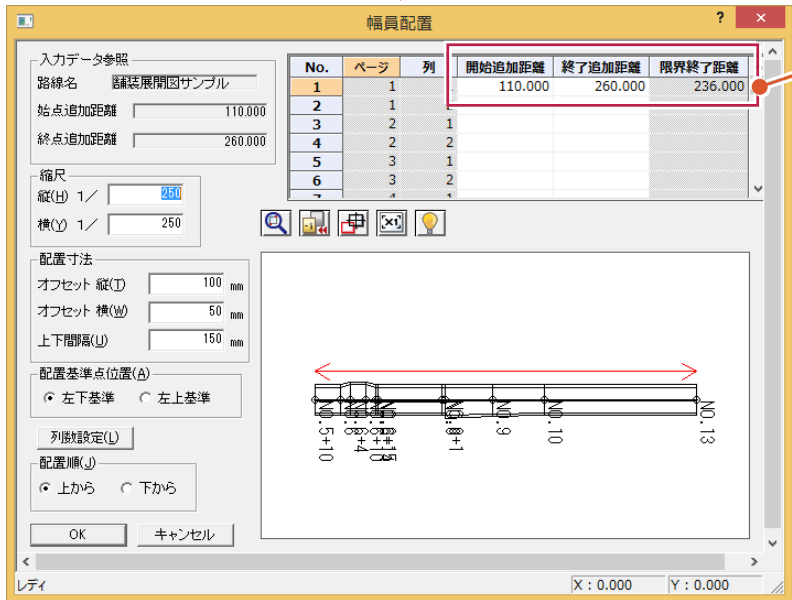 幅員配置
? ×
入力データ参照
路線名 舗装展開図サンプル
始点追加距離 110.000
終点追加距離 260.000
縮尺
縦(H) 1／ 250
横(Y) 1／ 250
配置寸法
オフセット 縦(T) 100 mm
オフセット 横(W) 50 mm
上下間隔(U) 150 mm
配置基準点位置(A)
左下基準 左上基準
列数設定(L)
配置順(J)
上から 下から
OK キャンセル
No. ページ 列 開始追加距離 終了追加距離 限界終了距離
1 1 110.000 260.000 236.000
2 1
3 2 1
4 2 2
5 3 1
6 3 2
NO.5+10
NO.9
NO.10
NO.13
レディ X : 0.000 Y : 0.000